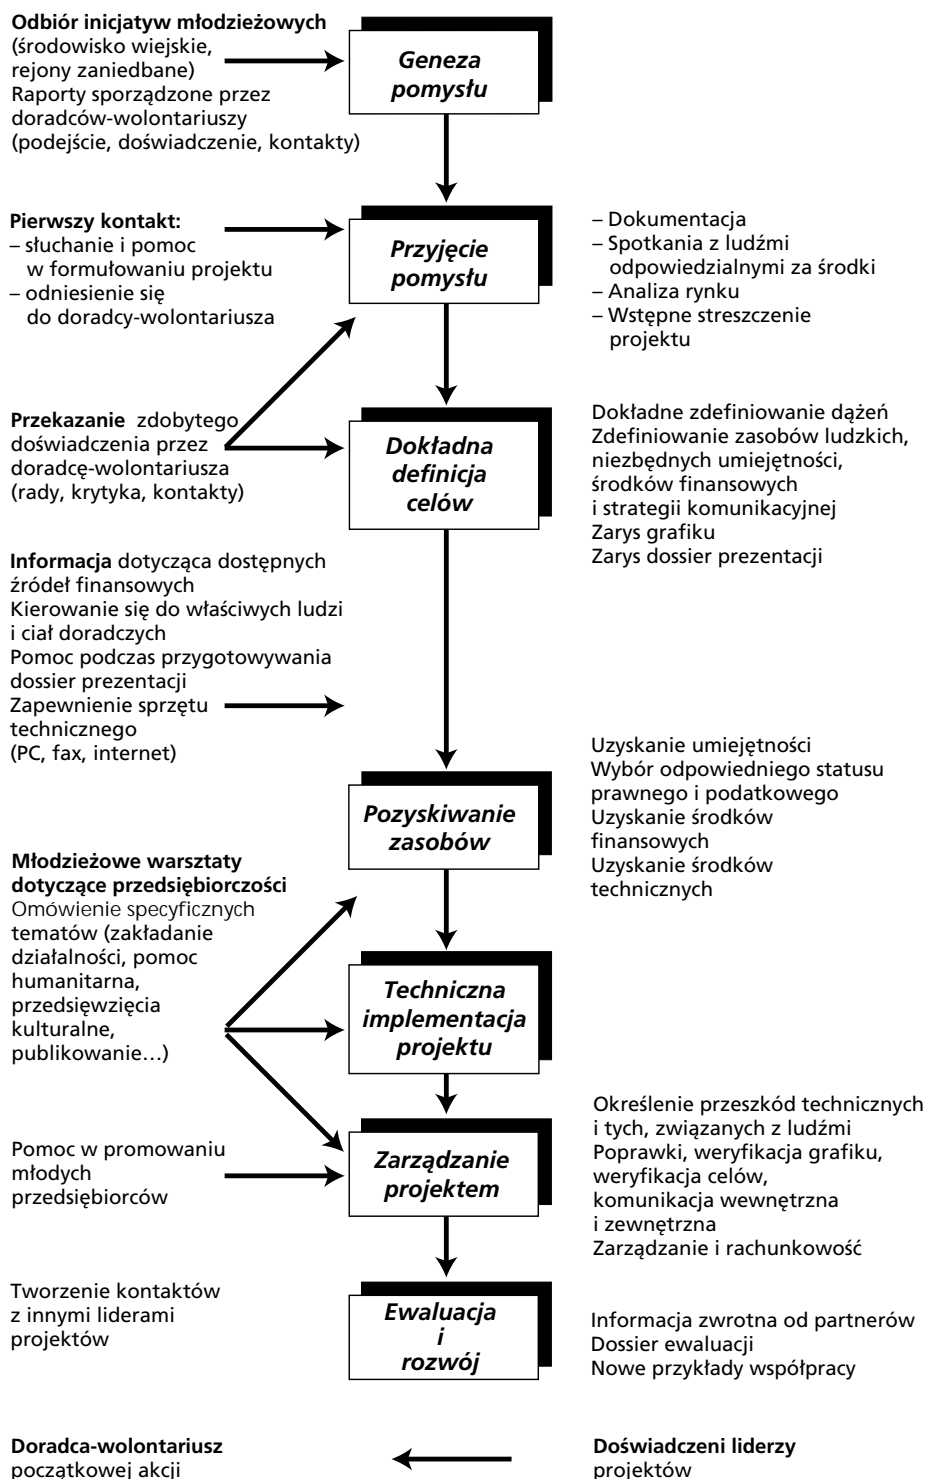 Odbiór inicjatyw młodzieżowych
(środowisko wiejskie,
rejony zaniedbane)
Raporty sporządzone przez
doradców-wolontariuszy
(podejście, doświadczenie, kontakty)
Geneza
pomysłu
Pierwszy kontakt:
– słuchanie i pomoc
w formułowaniu projektu
– odniesienie się
do doradcy-wolontariusza
Przyjęcie
pomysłu
– Dokumentacja
– Spotkania z ludźmi
odpowiedzialnymi za środki
– Analiza rynku
– Wstępne streszczenie
projektu
Przekazanie zdobytego
doświadczenia przez
doradcę-wolontariusza
(rady, krytyka, kontakty)
Dokładna
definicja
celów
Dokładne zdefiniowanie dążeń
Zdefiniowanie zasobów ludzkich,
niezbędnych umiejętności,
środków finansowych
i strategii komunikacyjnej
Zarys grafiku
Zarys dossier prezentacji
Informacja dotycząca dostępnych
źródeł finansowych
Kierowanie się do właściwych ludzi
i ciał doradczych
Pomoc podczas przygotowywania
dossier prezentacji
Zapewnienie sprzętu
technicznego
(PC, fax, internet)
Pozyskiwanie
zasobów
Uzyskanie umiejętności
Wybór odpowiedniego statusu
prawnego i podatkowego
Uzyskanie środków
finansowych
Uzyskanie środków
technicznych
Młodzieżowe warsztaty
dotyczące przedsiębiorczości
Omówienie specyficznych
tematów (zakładanie
działalności, pomoc
humanitarna,
przedsięwzięcia
kulturalne,
publikowanie…)
Techniczna
implementacja
projektu
Pomoc w promowaniu
młodych
przedsiębiorców
Zarządzanie
projektem
Określenie przeszkód technicznych
i tych, związanych z ludźmi
Poprawki, weryfikacja grafiku,
weryfikacja celów,
komunikacja wewnętrzna
i zewnętrzna
Zarządzanie i rachunkowość
Tworzenie kontaktów
z innymi liderami
projektów
Ewaluacja
i
rozwój
Informacja zwrotna od partnerów
Dossier ewaluacji
Nowe przykłady współpracy
Doradca-wolontariusz
początkowej akcji
Doświadczeni liderzy
projektów